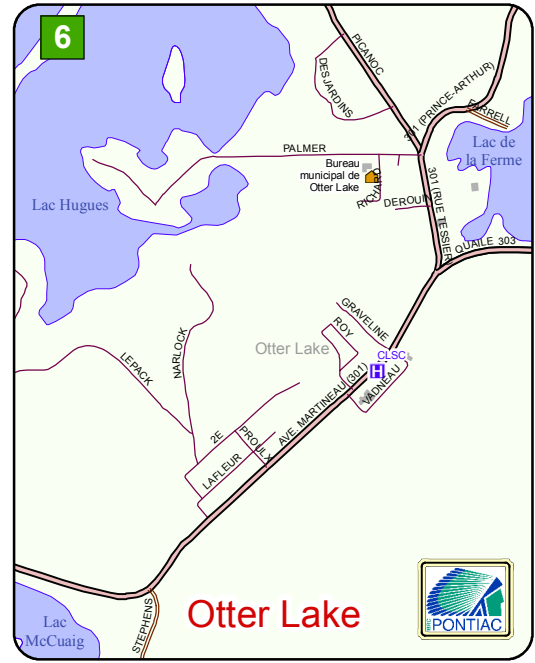 6
PICANOC
DESJARDINS
301 (PRINCE-ARTHUR)
FARRELL
PALMER
Lac de
la Ferme
Bureau
municipal de
Otter Lake
RICHARD
DEROUIN
301 (RUE TESSIER)
Lac Hugues
QUAILE 303
GRAVELINE
ROY
NARLOCK
Otter Lake
CLSC
H
LEPACK
VADNEAU
AVE. MARTINEAU (301)
2E
PROULX
LAFLEUR
STEPHENS
Lac
McCuaig
Otter Lake
MRC
PONTIAC